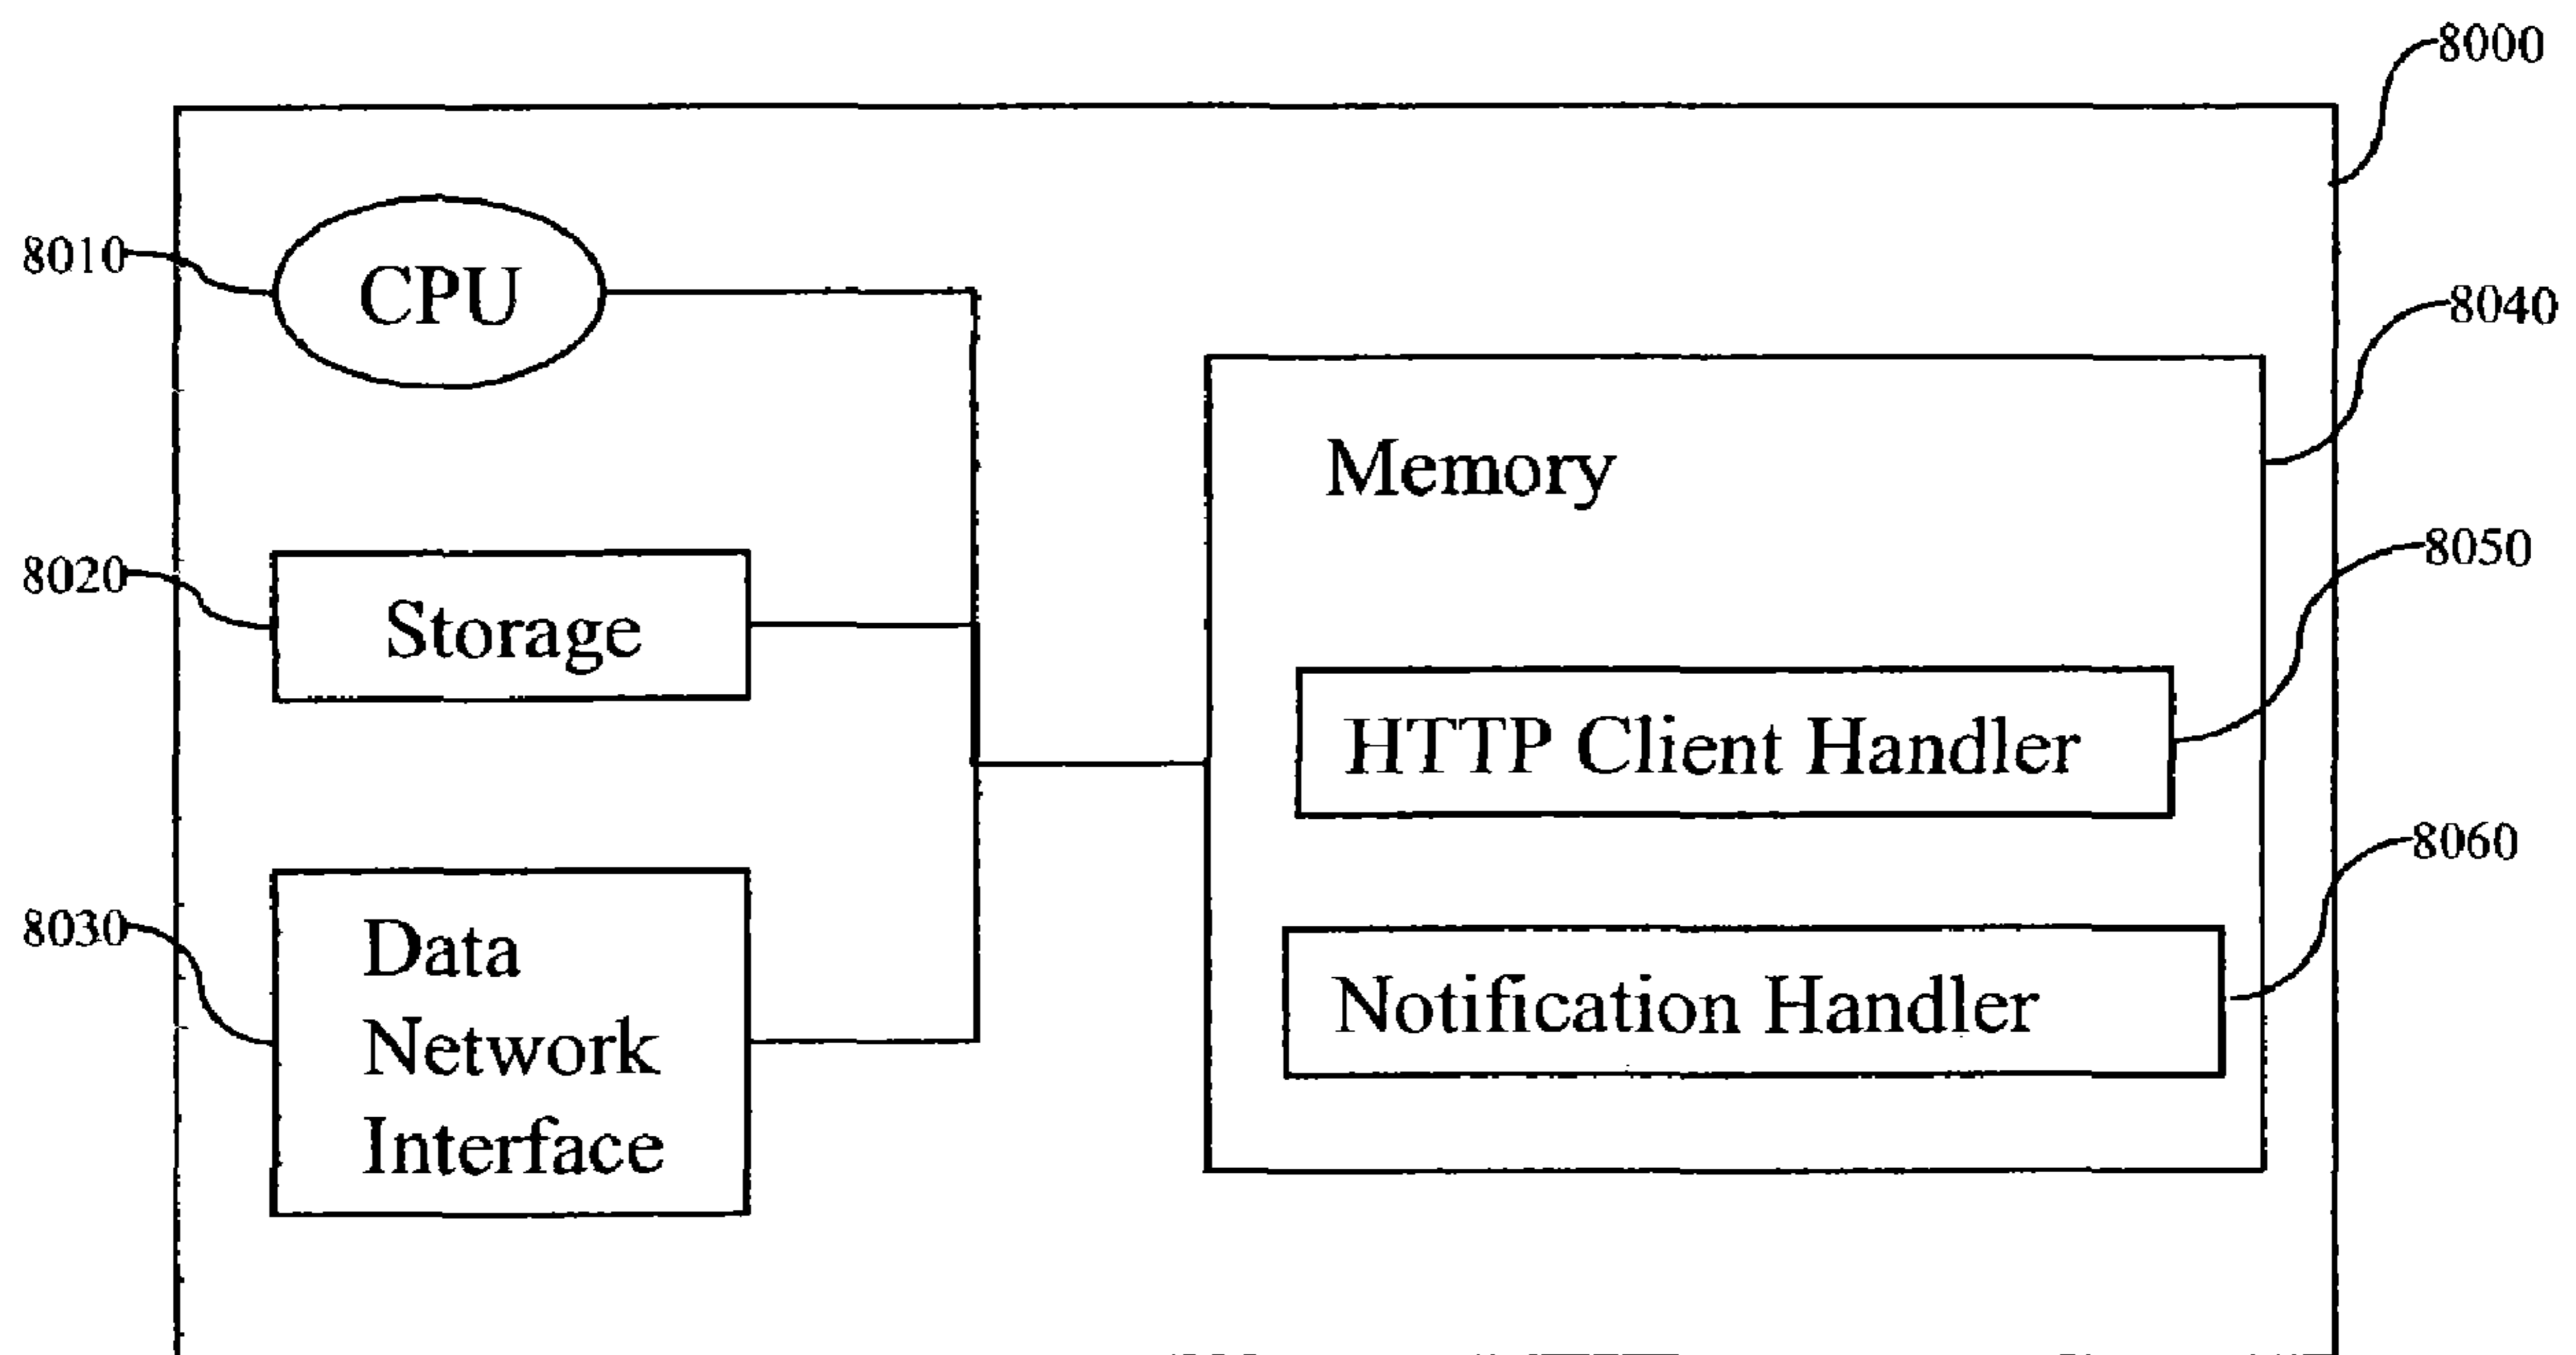 8000
8010
CPU
8040
Memory
8020
Storage
8050
HTTP Client Handler
8030
Data
Network
Interface
8060
Notification Handler